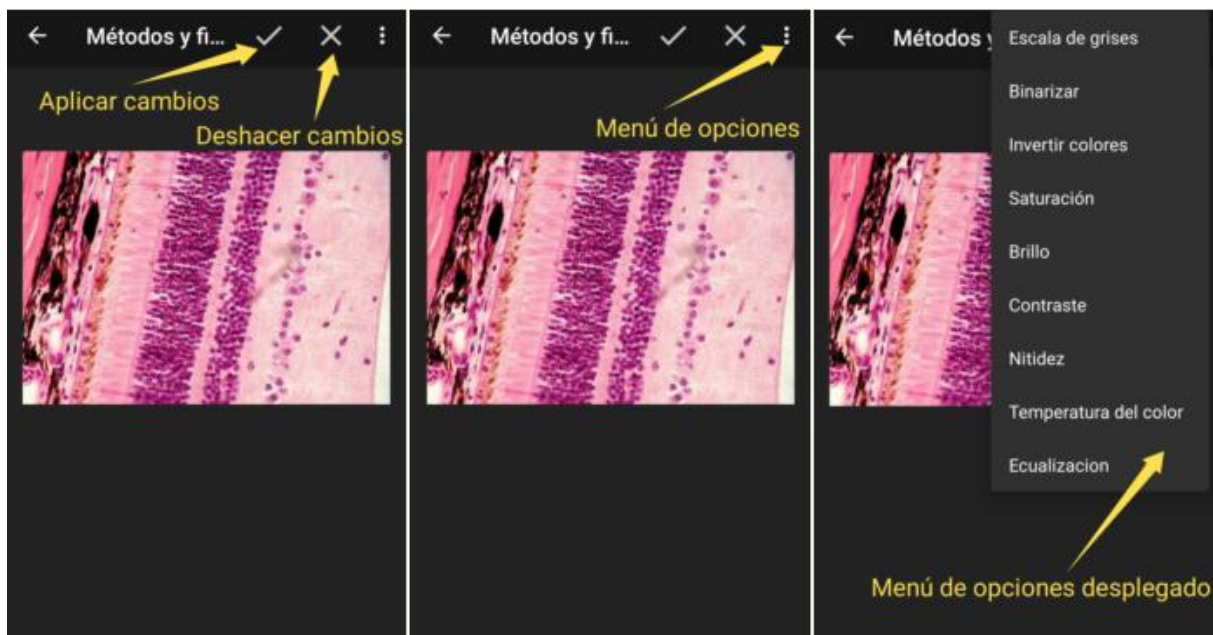 Métodos y fi...
Aplicar cambios
Deshacer cambios
Métodos y fi...
Menú de opciones
Métodos y
Escala de grises
Binarizar
Invertir colores
Saturación
Brillo
Contraste
Nitidez
Temperatura del color
Ecualizacion
Menú de opciones desplegado